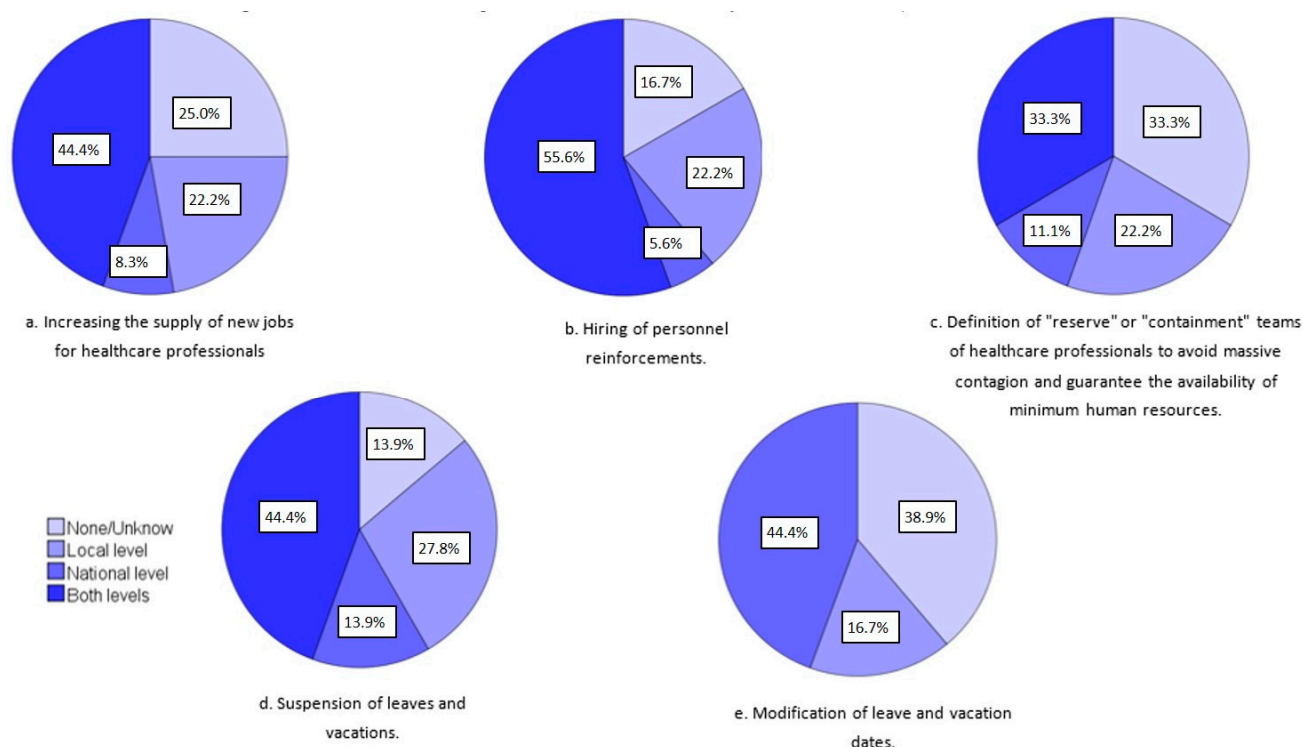 25.0%
44.4%
22.2%
8.3%
a. Increasing the supply of new jobs
for healthcare professionals
16.7%
55.6%
22.2%
5.6%
b. Hiring of personnel
reinforcements.
33.3%
33.3%
11.1%
22.2%
c. Definition of "reserve" or "containment" teams
of healthcare professionals to avoid massive
contagion and guarantee the availability of
minimum human resources.
None/Unknow
Local level
National level
Both levels
13.9%
44.4%
27.8%
13.9%
d. Suspension of leaves and
vacations.
38.9%
44.4%
16.7%
e. Modification of leave and vacation
dates.